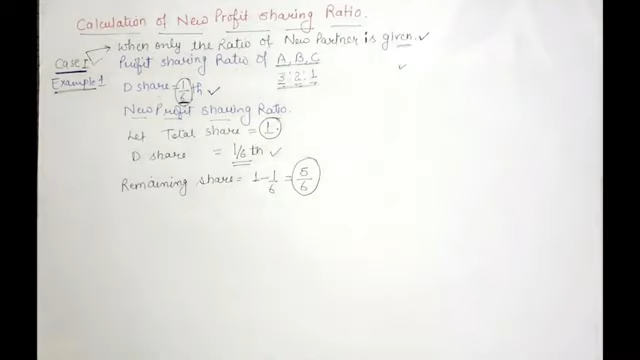 Calculation of New Profit sharing Ratio.
When only the Ratio of New Partner is given
Case I
Profit sharing Ratio of A, B, C
3 : 2 : 1
Example 1
D share = 1/6 th
New Profit sharing Ratio.
Let Total share = 1.
D share = 1/6 th
Remaining share = 1 - 1/6 = 5/6